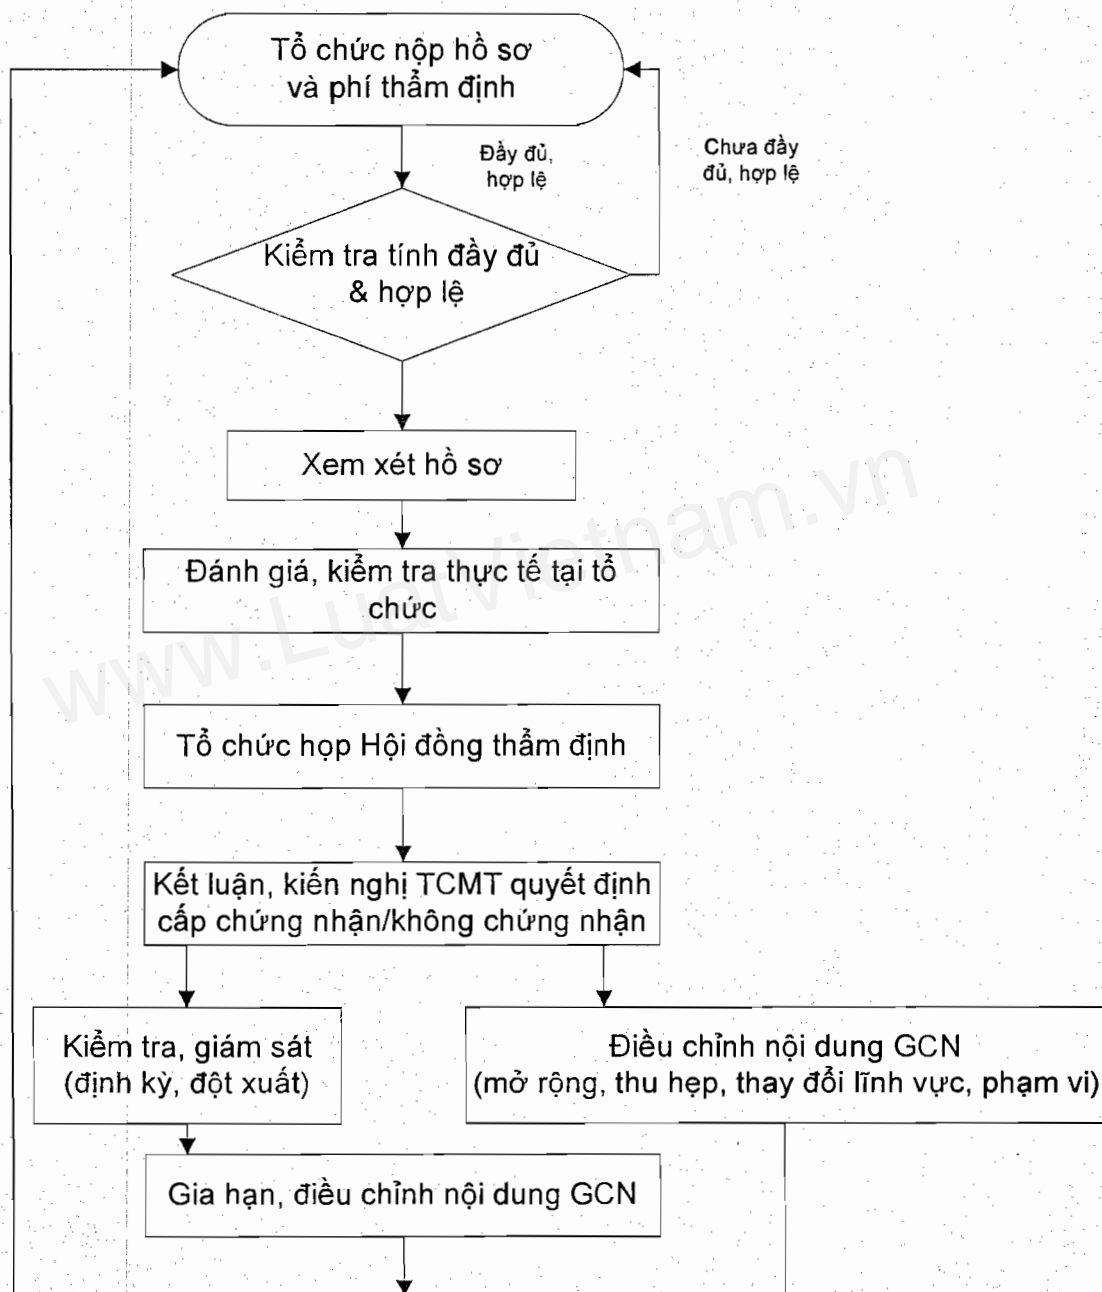 Tổ chức nộp hồ sơ
và phí thẩm định
Đầy đủ,
hợp lệ
Chưa đầy
đủ, hợp lệ
Kiểm tra tính đầy đủ
& hợp lệ
Xem xét hồ sơ
Đánh giá, kiểm tra thực tế tại tổ
chức
Tổ chức họp Hội đồng thẩm định
Kết luận, kiến nghị TCMT quyết định
cấp chứng nhận/không chứng nhận
Kiểm tra, giám sát
(định kỳ, đột xuất)
Điều chỉnh nội dung GCN
(mở rộng, thu hẹp, thay đổi lĩnh vực, phạm vi)
Gia hạn, điều chỉnh nội dung GCN
www.LuatVietnam.vn